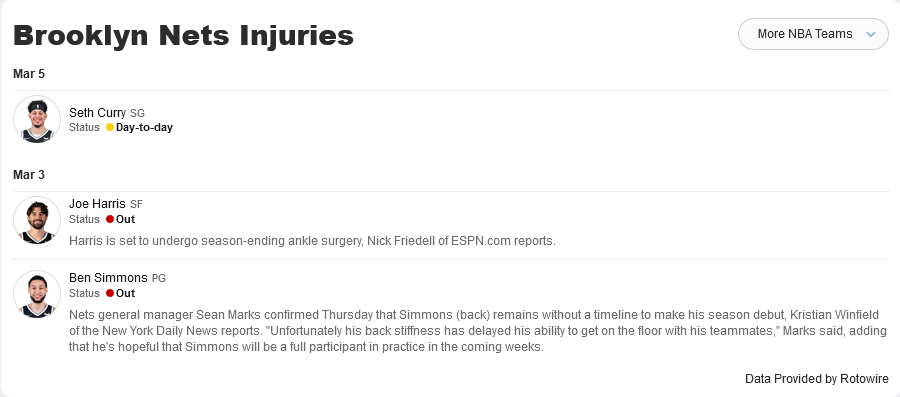 Brooklyn Nets Injuries
More NBA Teams
Mar 5
Seth Curry SG
Status Day-to-day
Mar 3
Joe Harris SF
Status Out
Harris is set to undergo season-ending ankle surgery, Nick Friedell of ESPN.com reports.
Ben Simmons PG
Status Out
Nets general manager Sean Marks confirmed Thursday that Simmons (back) remains without a timeline to make his season debut, Kristian Winfield
of the New York Daily News reports. "Unfortunately his back stiffness has delayed his ability to get on the floor with his teammates," Marks said, adding
that he's hopeful that Simmons will be a full participant in practice in the coming weeks.
Data Provided by Rotowire